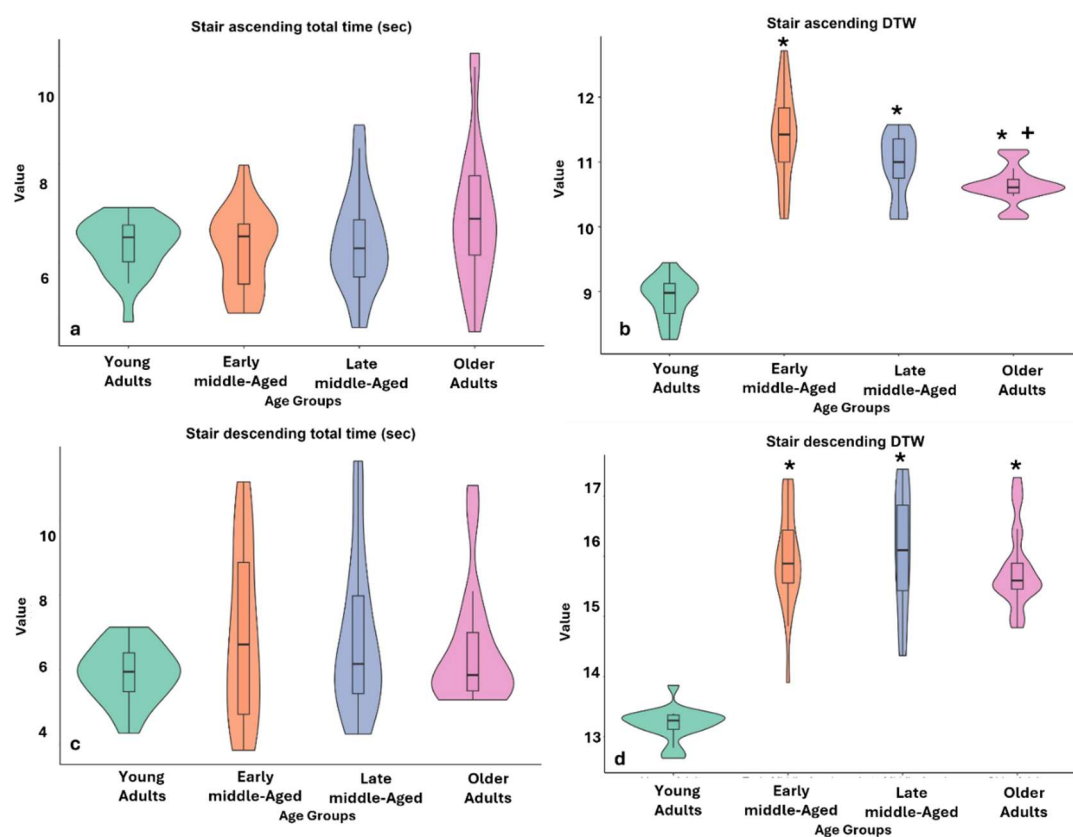 Stair ascending total time (sec)
Value
10
8
6
a
Young
Adults
Early
middle-Aged
Late
middle-Aged
Older
Adults
Age Groups
Stair ascending DTW
Value
12
11
10
9
*
*
* +
b
Young
Adults
Early
middle-Aged
Late
middle-Aged
Older
Adults
Age Groups
Stair descending total time (sec)
Value
10
8
6
4
c
Young
Adults
Early
middle-Aged
Late
middle-Aged
Older
Adults
Age Groups
Stair descending DTW
Value
17
16
15
14
13
*
*
*
d
Young
Adults
Early
middle-Aged
Late
middle-Aged
Older
Adults
Age Groups